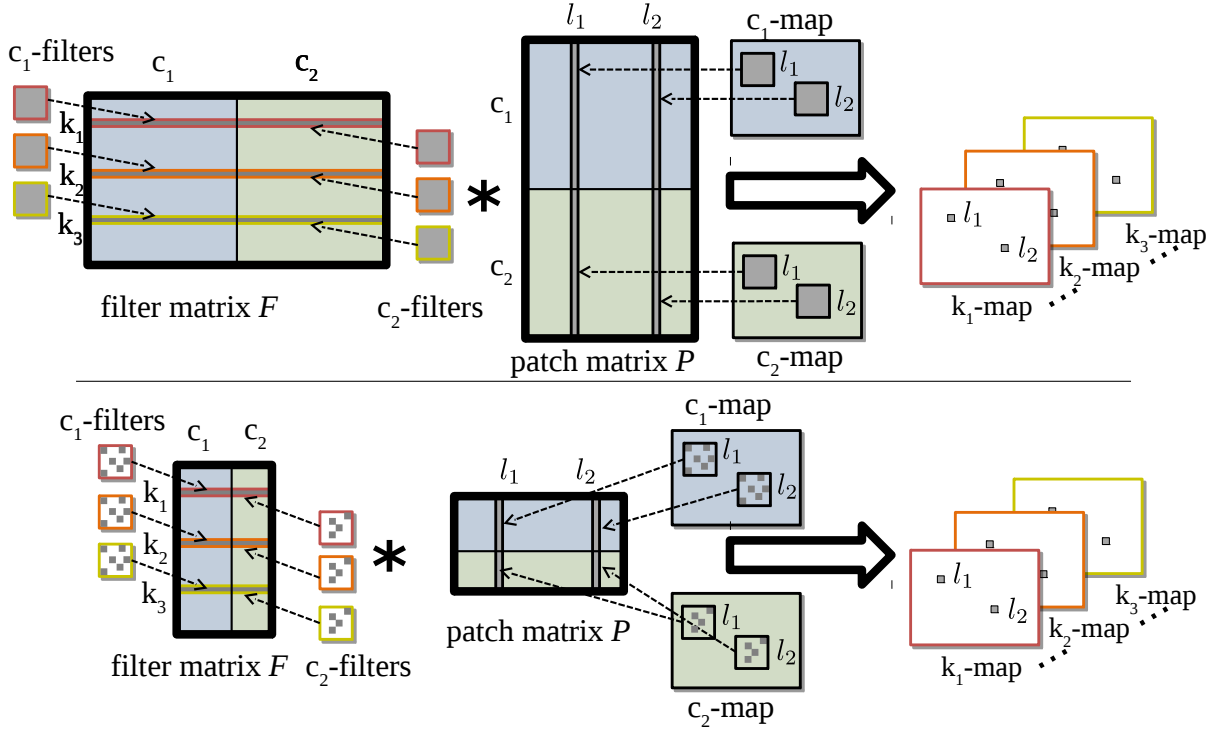 l₁ l₂
c₁-map
c₁-filters
c₁ c₂
l₁
l₂
c₁
k₁
k₂
k₃
*
c₂
l₁
l₂
l₁
l₂
k₃-map
k₂-map
k₁-map
filter matrix F
c₂-filters
patch matrix P
c₂-map
c₁-map
c₁-filters
c₁ c₂
l₁ l₂
l₁
l₂
k₁
k₂
k₃
*
l₁
l₂
l₁
l₂
k₃-map
k₂-map
k₁-map
patch matrix P
filter matrix F
c₂-filters
c₂-map